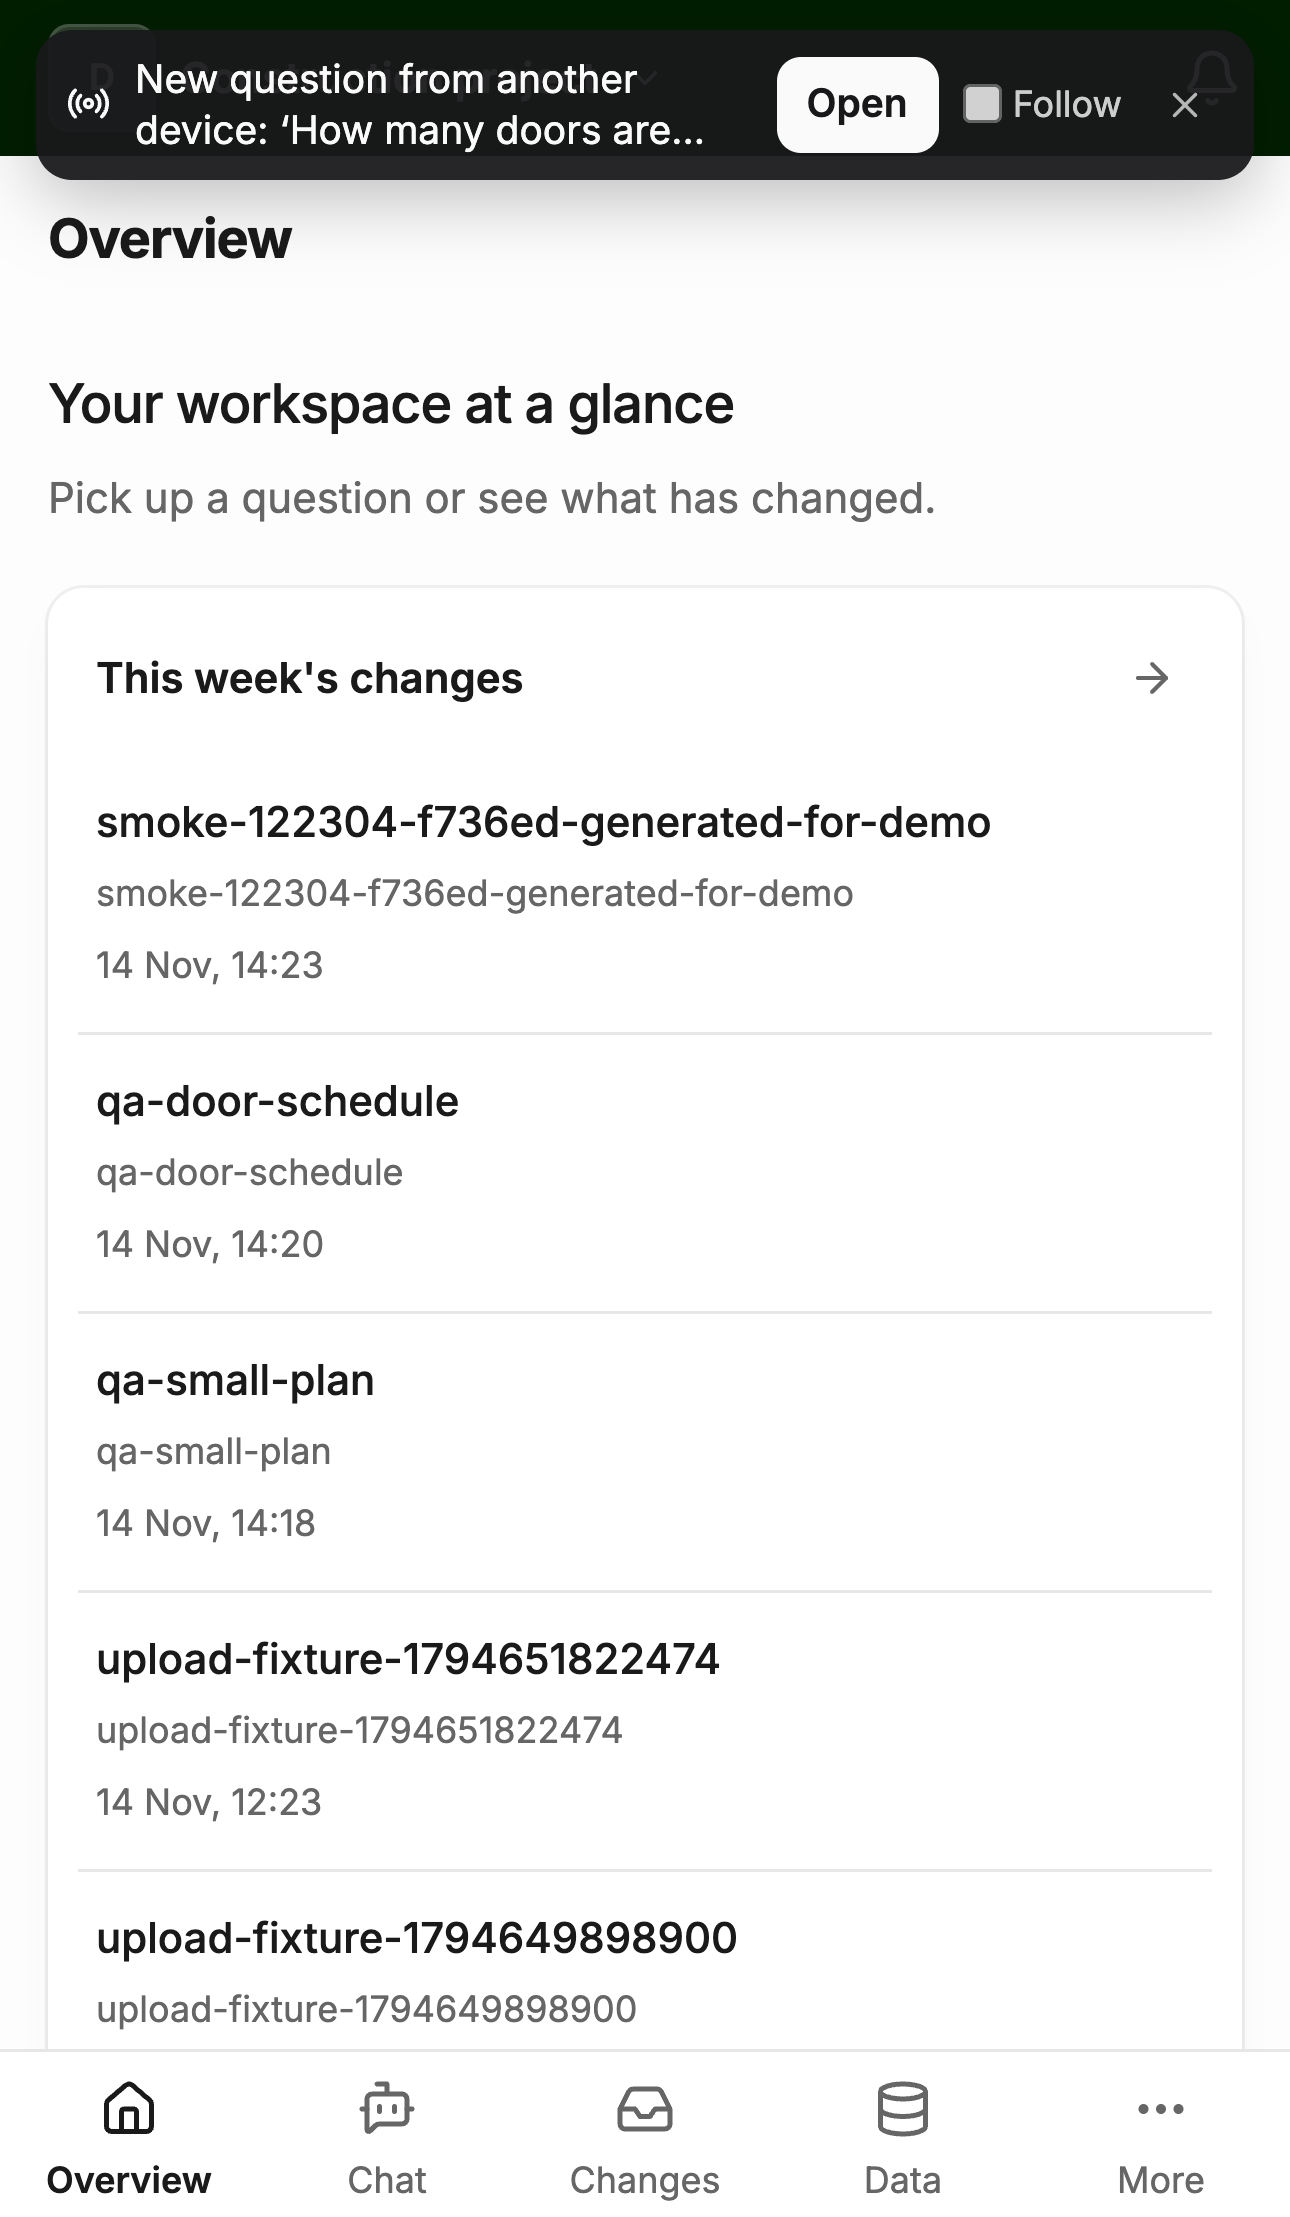 New question from another
device: ‘How many doors are...
Open
Follow
Overview
Your workspace at a glance
Pick up a question or see what has changed.
This week's changes
smoke-122304-f736ed-generated-for-demo
smoke-122304-f736ed-generated-for-demo
14 Nov, 14:23
qa-door-schedule
qa-door-schedule
14 Nov, 14:20
qa-small-plan
qa-small-plan
14 Nov, 14:18
upload-fixture-1794651822474
upload-fixture-1794651822474
14 Nov, 12:23
upload-fixture-1794649898900
upload-fixture-1794649898900
Overview
Chat
Changes
Data
More